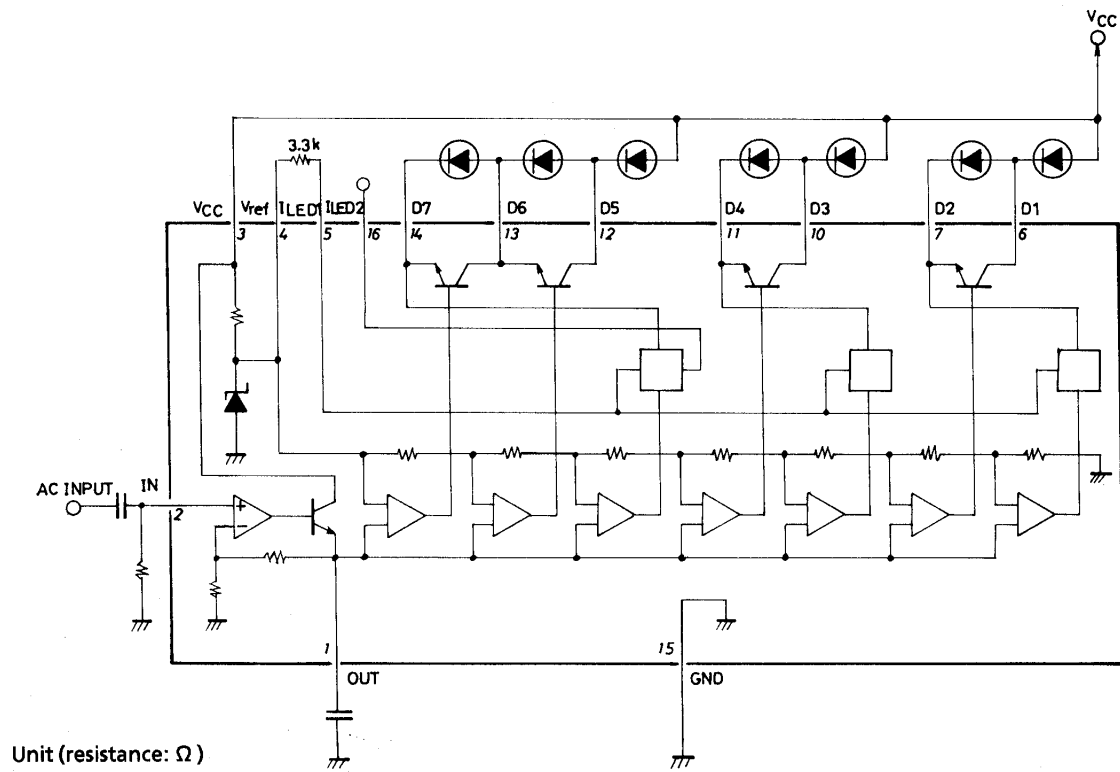 VCC
3.3k
VCC Vref ILED1 ILED2 D7 D6 D5 D4 D3 D2 D1
3 4 5 16 14 13 12 11 10 7 6
AC INPUT IN
2
+
−
1 15
OUT GND
Unit (resistance: Ω)